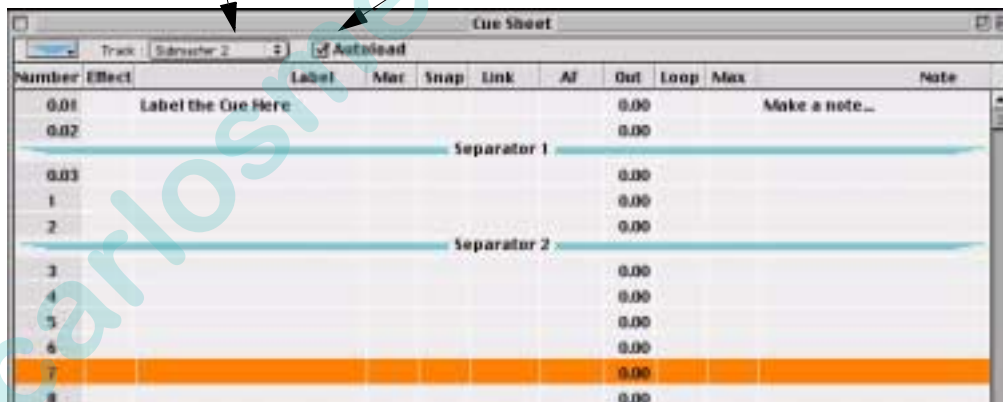 Cue Sheet
Track: Submaster 2 Autoload
Number Effect Label Mac Snap Link AF Out Loop Max Note
0.01 Label the Cue Here 0.00 Make a note...
0.02 0.00
Separator 1
0.03 0.00
1 0.00
2 0.00
Separator 2
3 0.00
4 0.00
5 0.00
6 0.00
7 0.00
8 0.00
carlosm